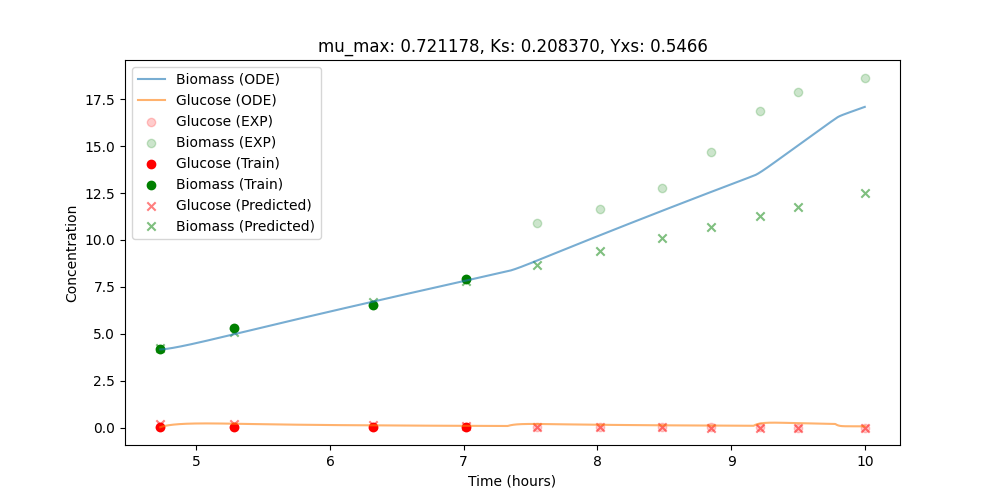 mu_max: 0.721178, Ks: 0.208370, Yxs: 0.5466
Biomass (ODE)
Glucose (ODE)
Glucose (EXP)
Biomass (EXP)
Glucose (Train)
Biomass (Train)
Glucose (Predicted)
Biomass (Predicted)
Concentration
17.5
15.0
12.5
10.0
7.5
5.0
2.5
0.0
5 6 7 8 9 10
Time (hours)